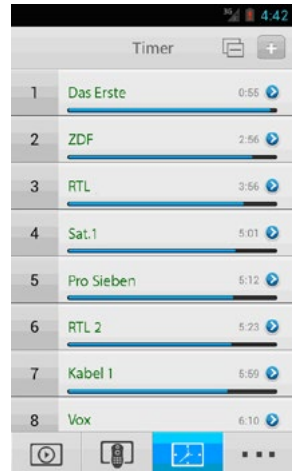 3G 4:42
Timer
1 Das Erste 0:55
2 ZDF 2:56
3 RTL 3:56
4 Sat.1 5:01
5 Pro Sieben 5:12
6 RTL 2 5:23
7 Kabel 1 5:59
8 Vox 6:10